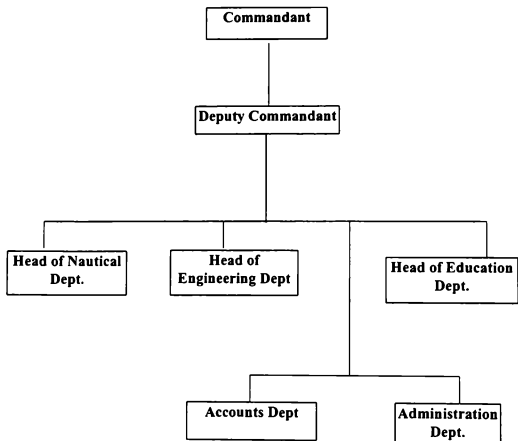 Commandant
Deputy Commandant
Head of Nautical
Dept.
Head of
Engineering Dept
Head of Education
Dept.
Accounts Dept
Administration
Dept.